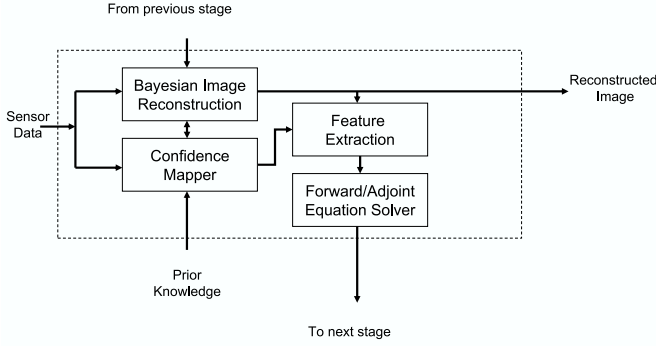 From previous stage
Bayesian Image
Reconstruction
Reconstructed
Image
Sensor
Data
Feature
Extraction
Confidence
Mapper
Forward/Adjoint
Equation Solver
Prior
Knowledge
To next stage